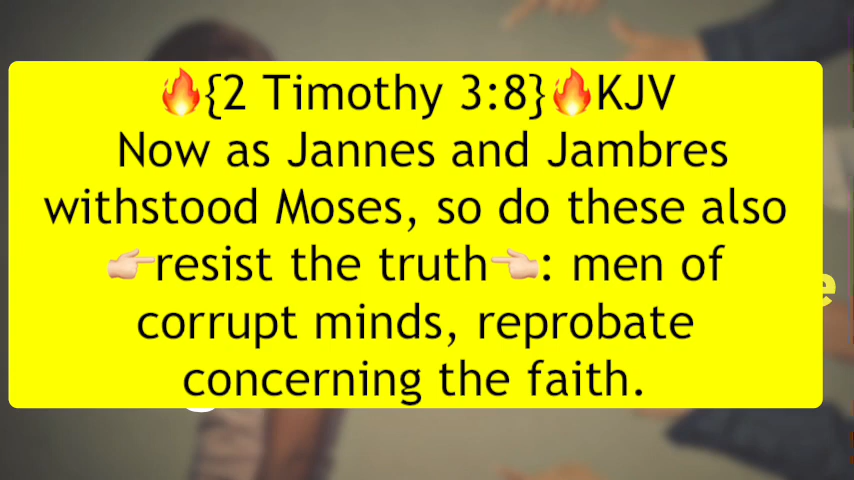 🔥{2 Timothy 3:8}🔥KJV
Now as Jannes and Jambres
withstood Moses, so do these also
👉resist the truth👈: men of
corrupt minds, reprobate
concerning the faith.